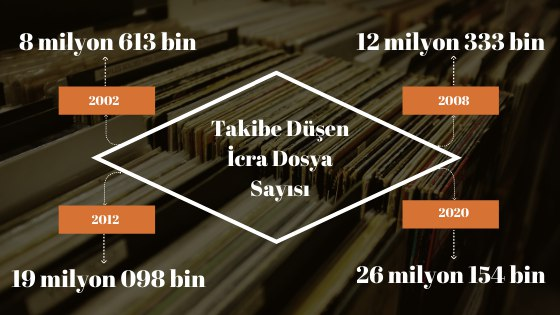 8 milyon 613 bin
12 milyon 333 bin
2002
2008
Takibe Düşen
İcra Dosya
Sayısı
2012
2020
19 milyon 098 bin
26 milyon 154 bin